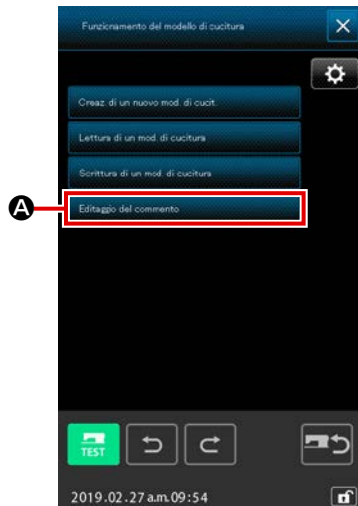 Funzionamento del modello di cucitura
Creaz. di un nuovo mod. di cucit.
Lettura di un mod. di cucitura
Scrittura di un mod. di cucitura
A
Editaggio del commento
TEST
2019.02.27 a.m.09:54